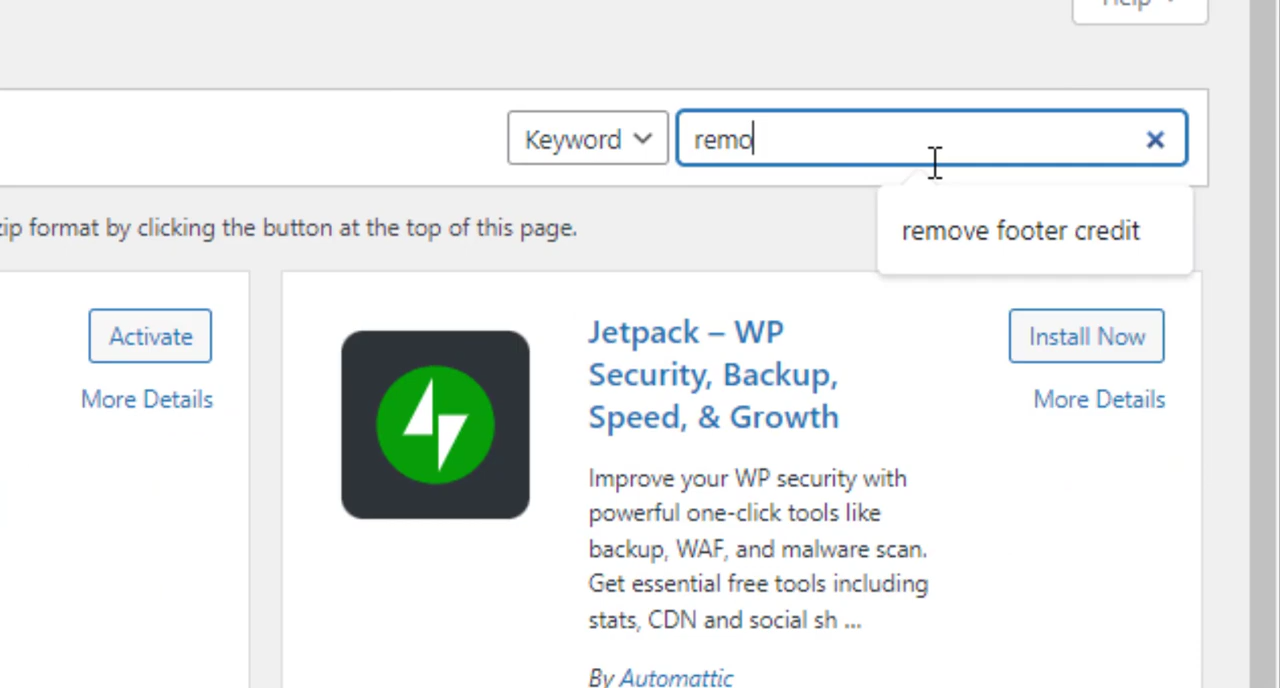 Help
Keyword
remo
zip format by clicking the button at the top of this page.
remove footer credit
Activate
More Details
Jetpack – WP
Security, Backup,
Speed, & Growth
Install Now
More Details
Improve your WP security with
powerful one-click tools like
backup, WAF, and malware scan.
Get essential free tools including
stats, CDN and social sh ...
By Automattic